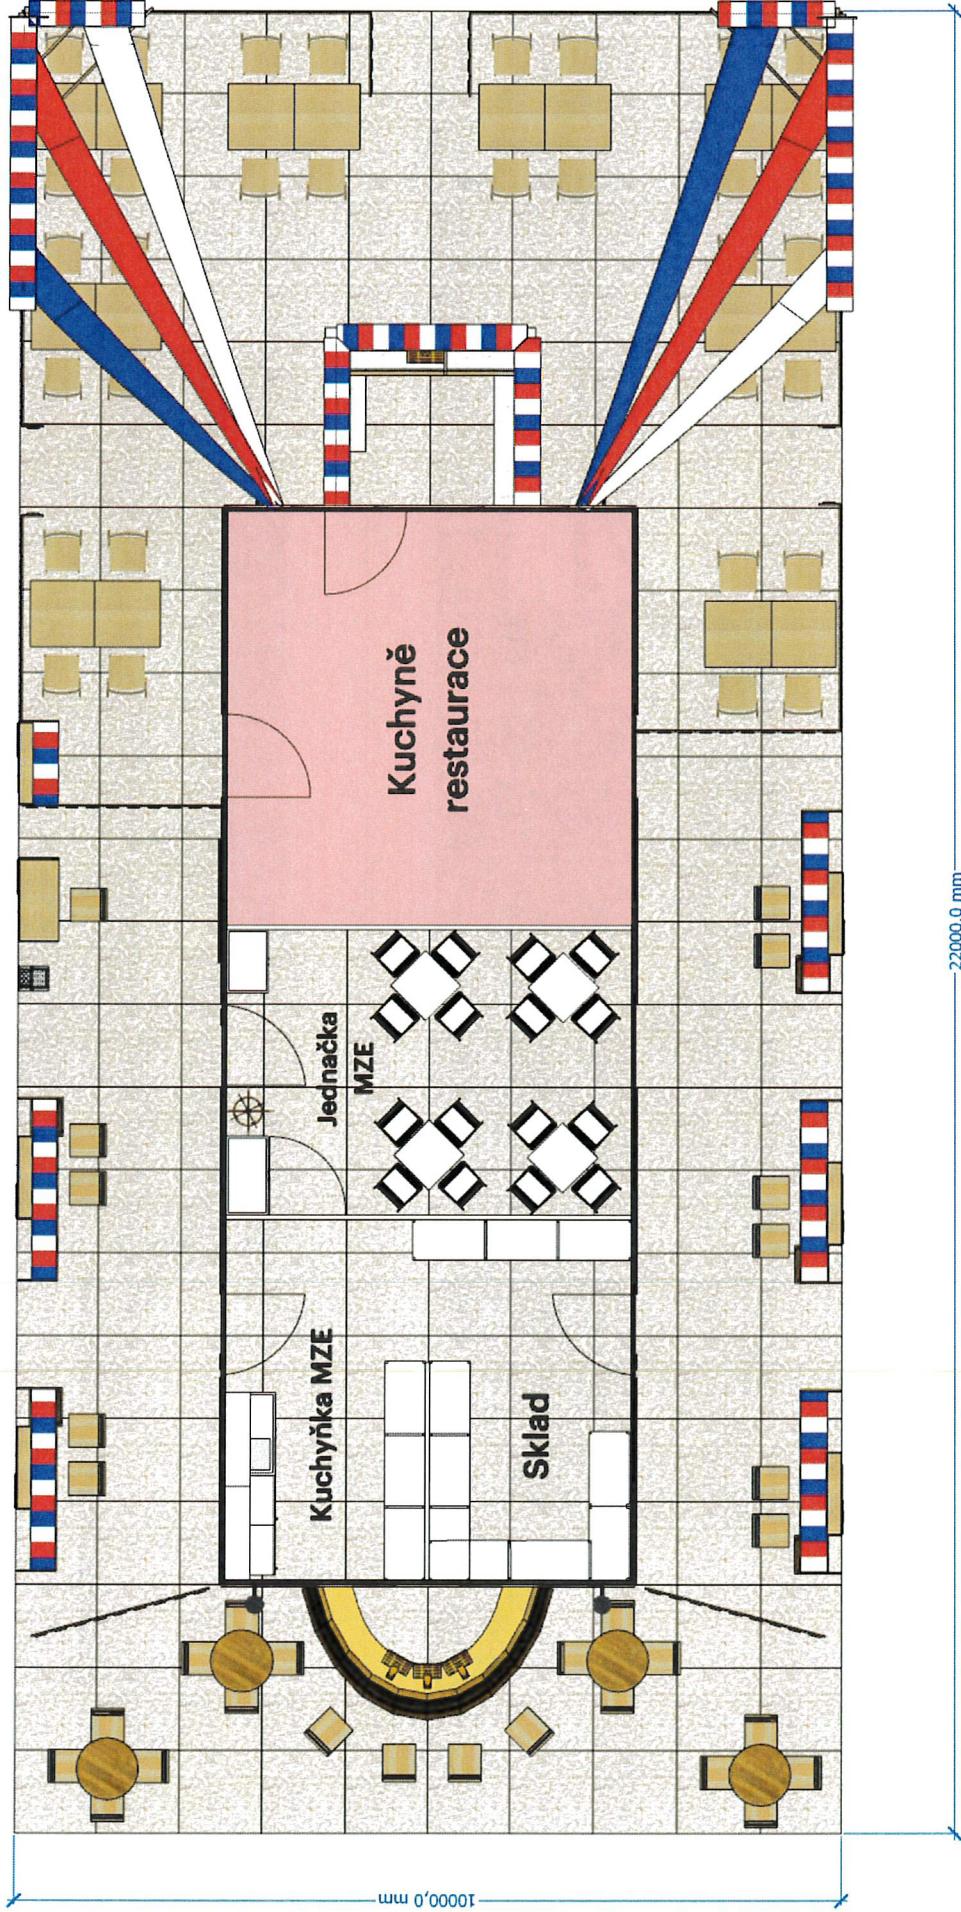 Kuchyně
restaurace
Jednačka
MZE
Kuchyňka MZE
Sklad
22000,0 mm
10000,0 mm